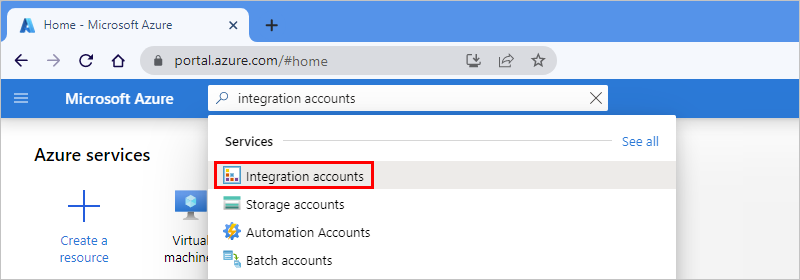 Home - Microsoft Azure
portal.azure.com/#home
Microsoft Azure
integration accounts
Services
See all
Azure services
Integration accounts
Storage accounts
Automation Accounts
Batch accounts
Create a
resource
Virtual
machine